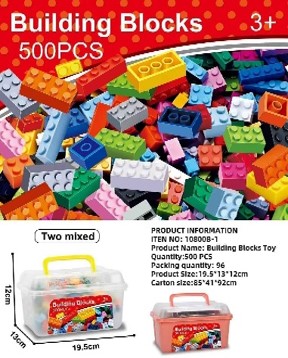 Building Blocks 3+
500PCS
Two mixed
PRODUCT INFORMATION
ITEM NO: 10800B-1
Product Name: Building Blocks Toy
Quantity:500 PCS
Packing quantity: 96
Product Size:19.5*13*12cm
Carton size:85*41*92cm
12cm
13cm
19.5cm
Building Blocks
Building Blocks